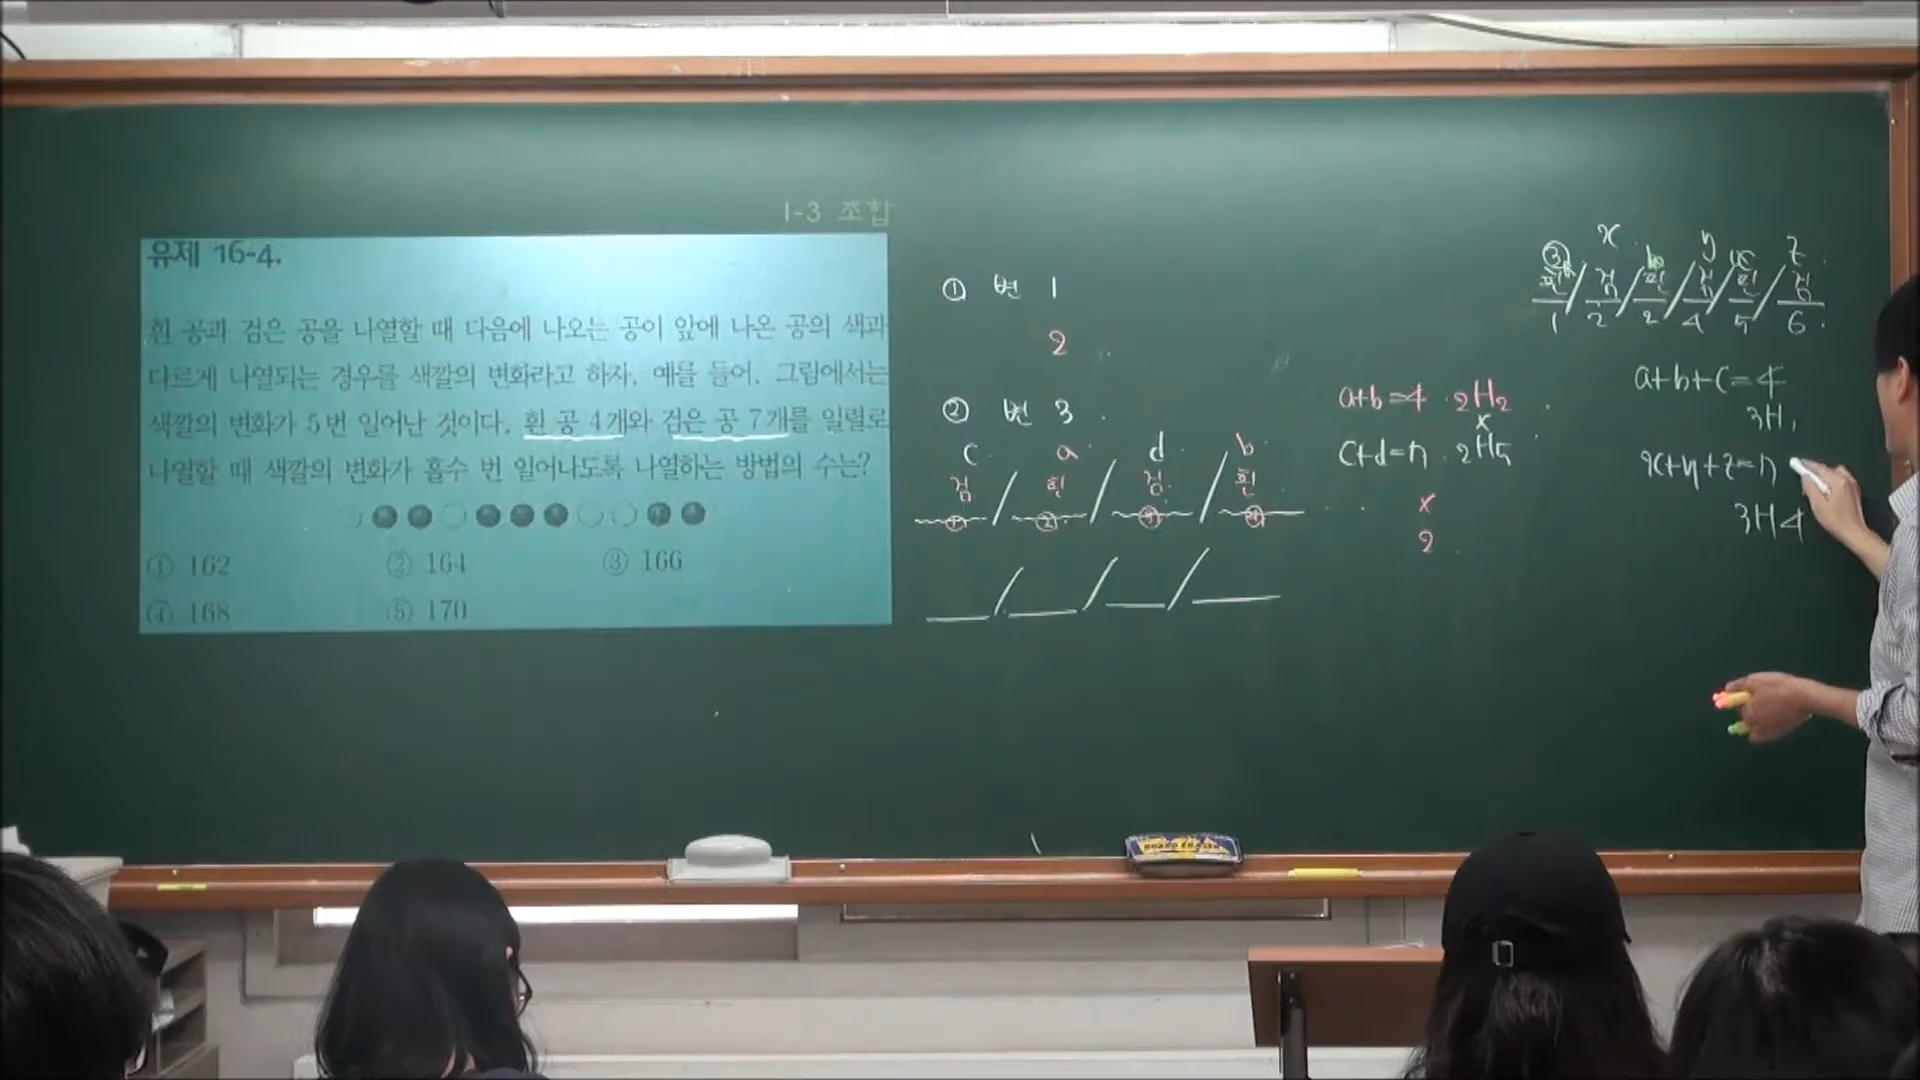 1-3 조합
유제 16-4.
흰 공과 검은 공을 나열할 때 다음에 나오는 공이 앞에 나온 공의 색과
다르게 나열되는 경우를 색깔의 변화라고 하자. 예를 들어, 그림에서는
색깔의 변화가 5번 일어난 것이다. 흰 공 4개와 검은 공 7개를 일렬로
나열할 때 색깔의 변화가 홀수 번 일어나도록 나열하는 방법의 수는?
① 162 ② 164 ③ 166
④ 168 ⑤ 170
① 변 1
2
② 변 3
c a d b
검 / 흰 / 검 / 흰
① ② ③ ④
a+b=4 · 2H2
x
c+d=7 · 2H5
x
2
③ x y z
흰 / 검 / 흰 / 검 / 흰 / 검
1 2 2 4 5 6
a+b+c=4
3H1
x+y+z=7
3H4
BOARD ERASER